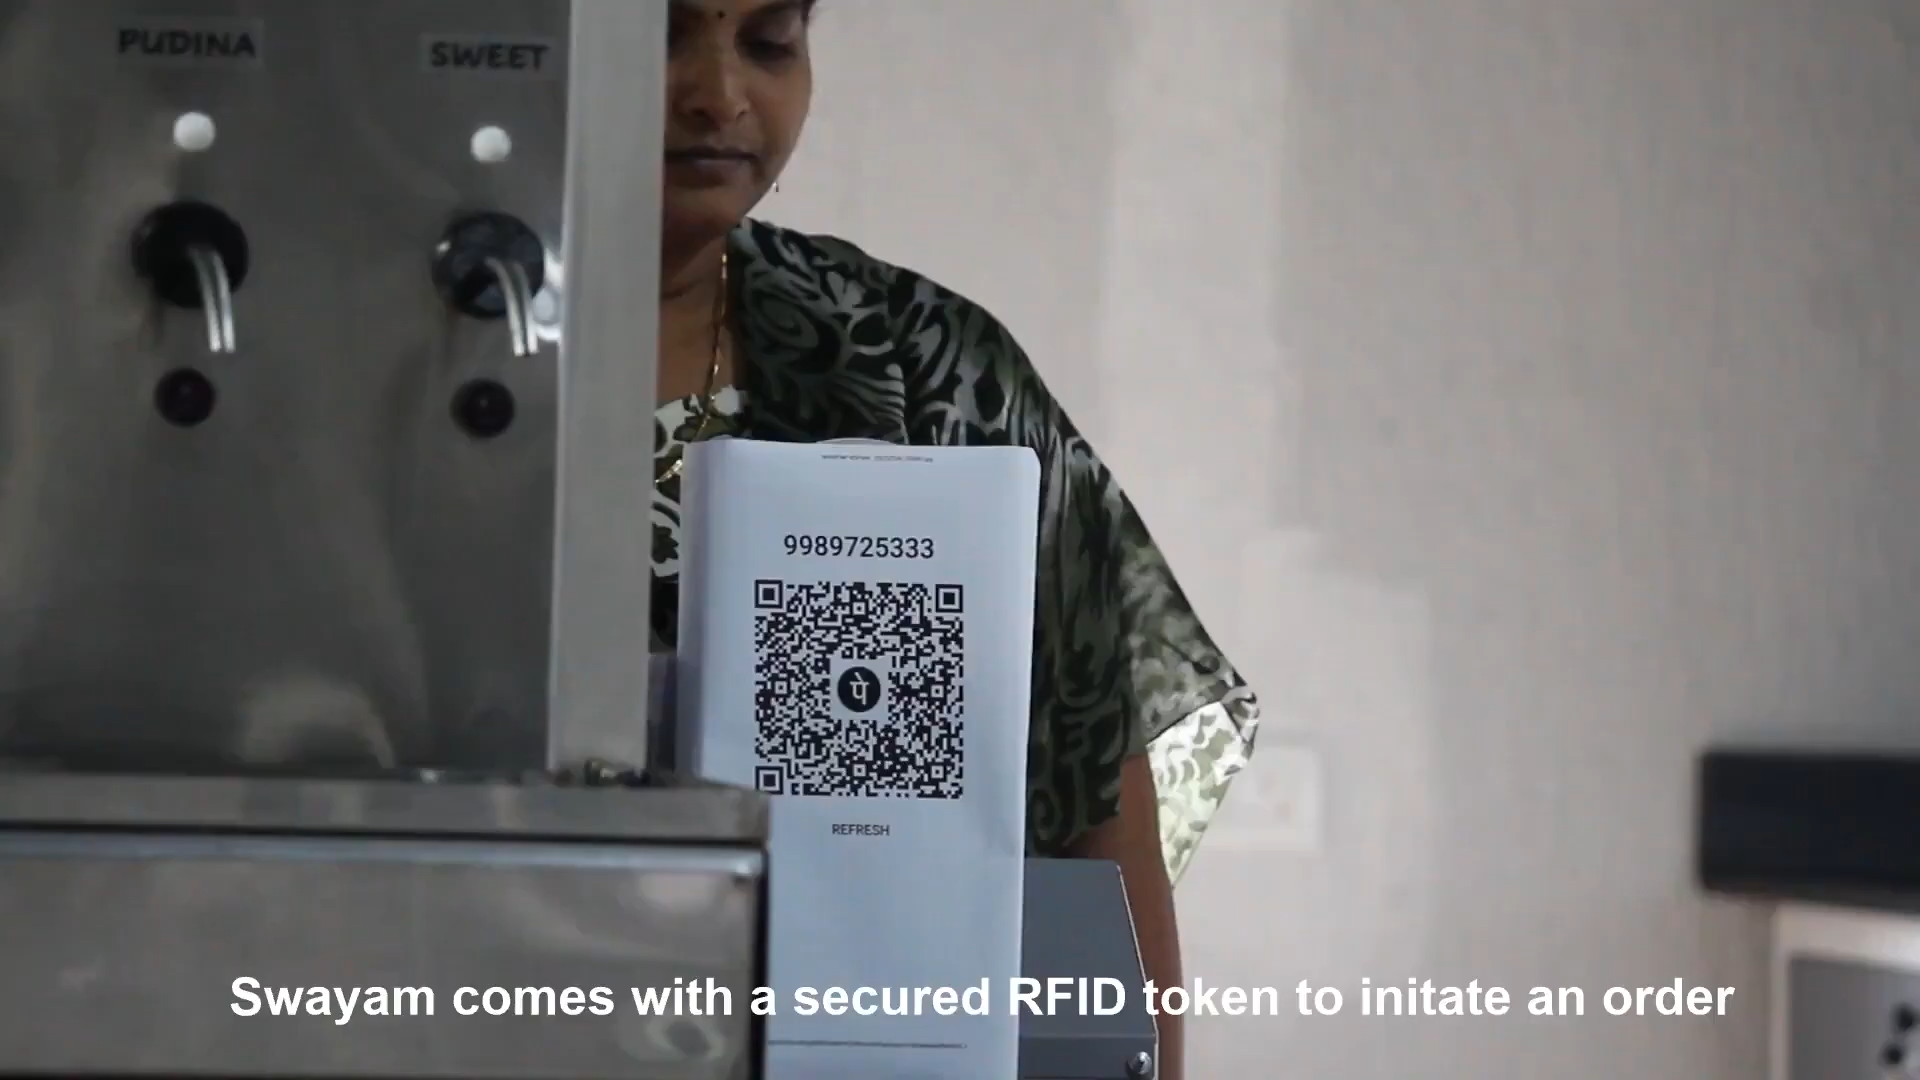 PUDINA
SWEET
9989725333
पे
REFRESH
Swayam comes with a secured RFID token to initate an order